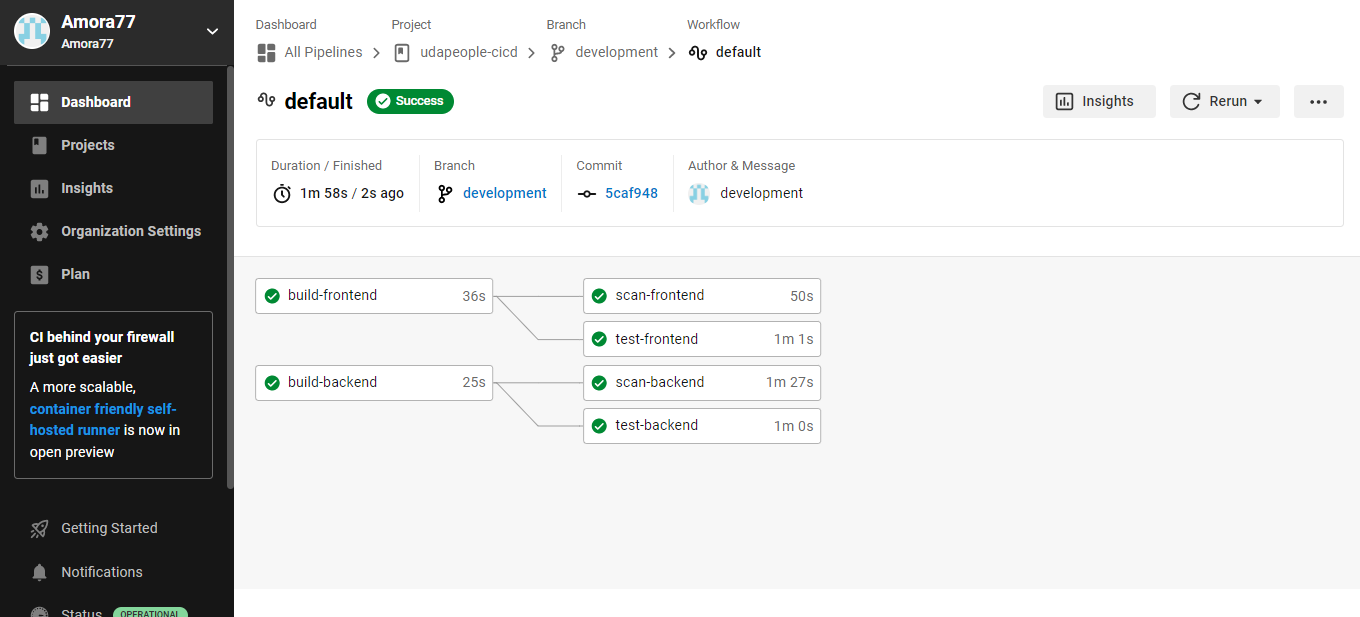 Amora77
Amora77
Dashboard
Projects
Insights
Organization Settings
Plan
CI behind your firewall
just got easier
A more scalable,
container friendly self-
hosted runner is now in
open preview
Getting Started
Notifications
Status OPERATIONAL
Dashboard Project Branch Workflow
All Pipelines udapeople-cicd development default
default Success Insights Rerun
Duration / Finished Branch Commit Author & Message
1m 58s / 2s ago development 5caf948 development
build-frontend 36s scan-frontend 50s
test-frontend 1m 1s
build-backend 25s scan-backend 1m 27s
test-backend 1m 0s